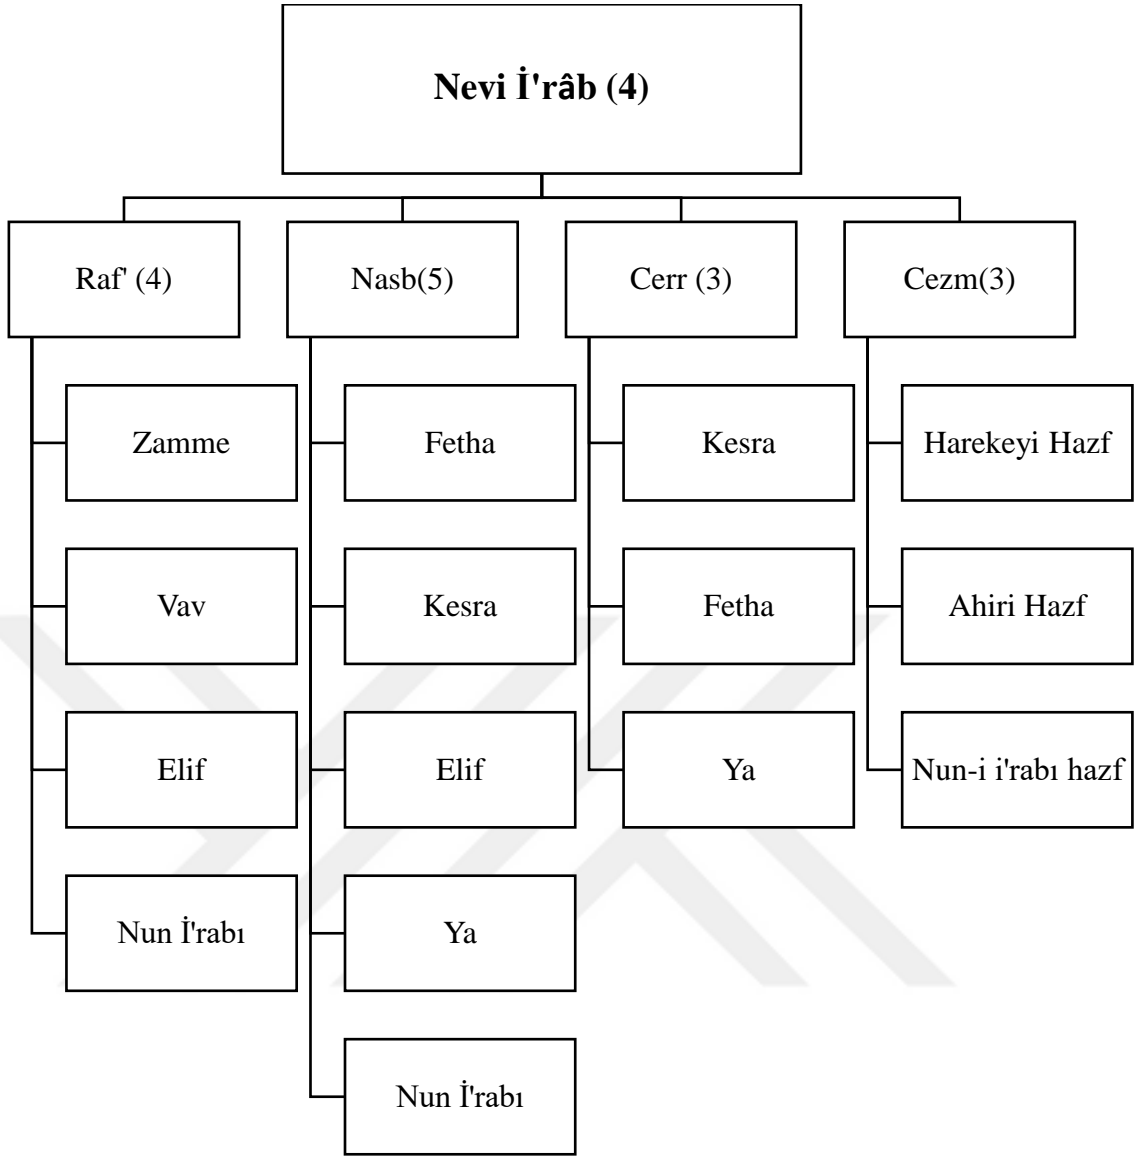 Nevi İ'râb (4)
Raf' (4)
Zamme
Vav
Elif
Nun İ'rabı
Nasb(5)
Fetha
Kesra
Elif
Ya
Nun İ'rabı
Cerr (3)
Kesra
Fetha
Ya
Cezm(3)
Harekeyi Hazf
Ahiri Hazf
Nun-i i'rabı hazf